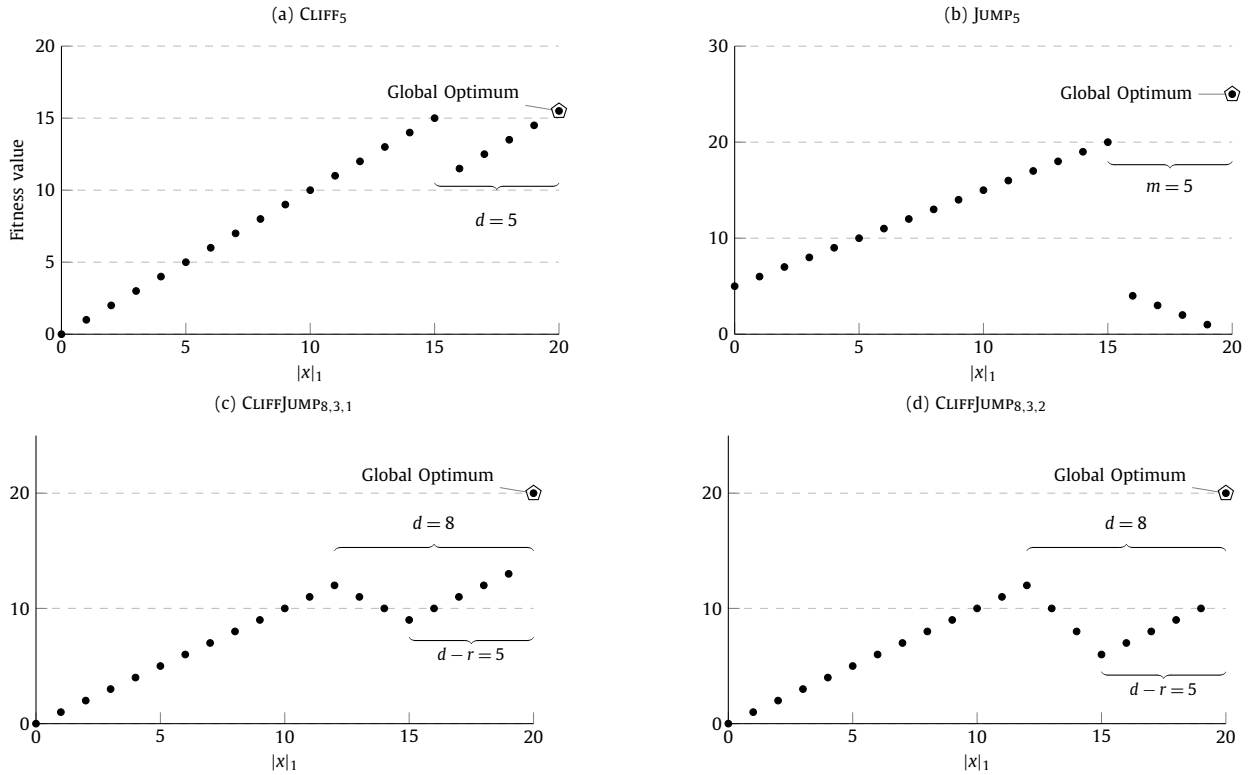 (a) CLIFF5
20
15
10
5
0
Fitness value
Global Optimum
d = 5
0 5 10 15 20
|x|1
(b) JUMP5
30
20
10
0
Global Optimum
m = 5
0 5 10 15 20
|x|1
(c) CLIFFJUMP8,3,1
20
10
0
Global Optimum
d = 8
d − r = 5
0 5 10 15 20
|x|1
(d) CLIFFJUMP8,3,2
20
10
0
Global Optimum
d = 8
d − r = 5
0 5 10 15 20
|x|1